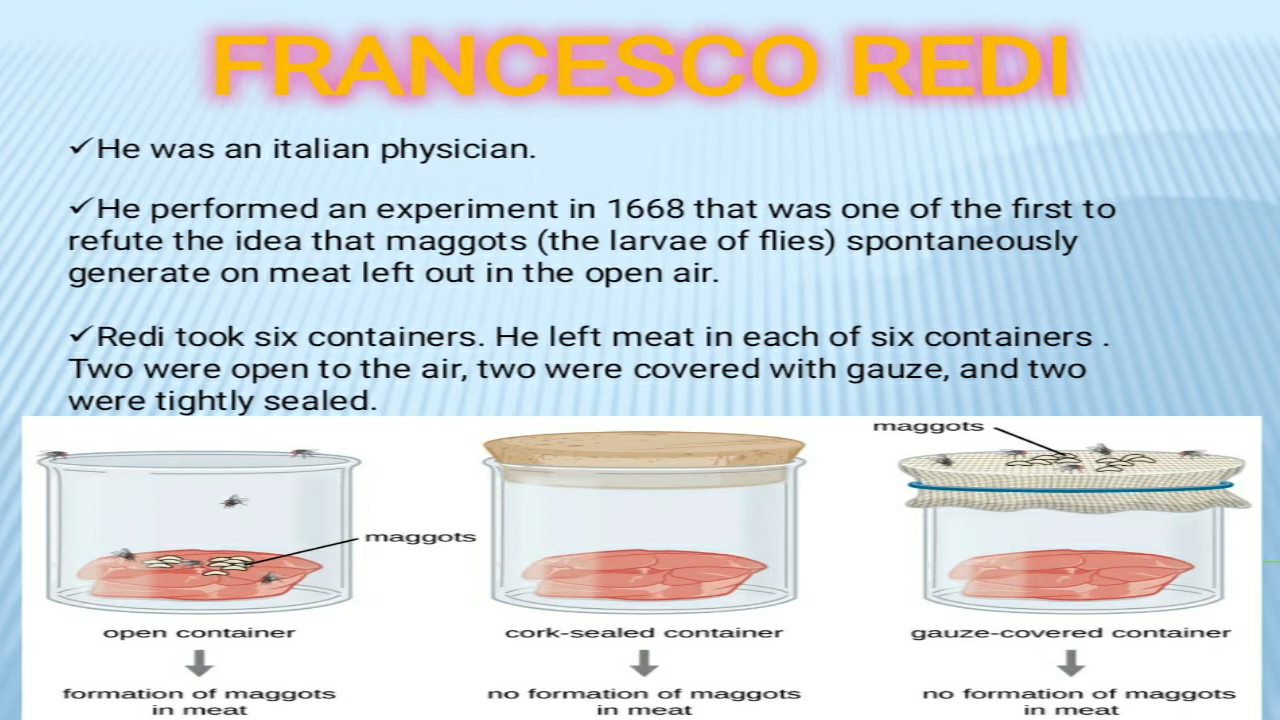 FRANCESCO REDI
✓He was an italian physician.
✓He performed an experiment in 1668 that was one of the first to
refute the idea that maggots (the larvae of flies) spontaneously
generate on meat left out in the open air.
✓Redi took six containers. He left meat in each of six containers .
Two were open to the air, two were covered with gauze, and two
were tightly sealed.
maggots
maggots
open container
cork-sealed container
gauze-covered container
formation of maggots
in meat
no formation of maggots
in meat
no formation of maggots
in meat